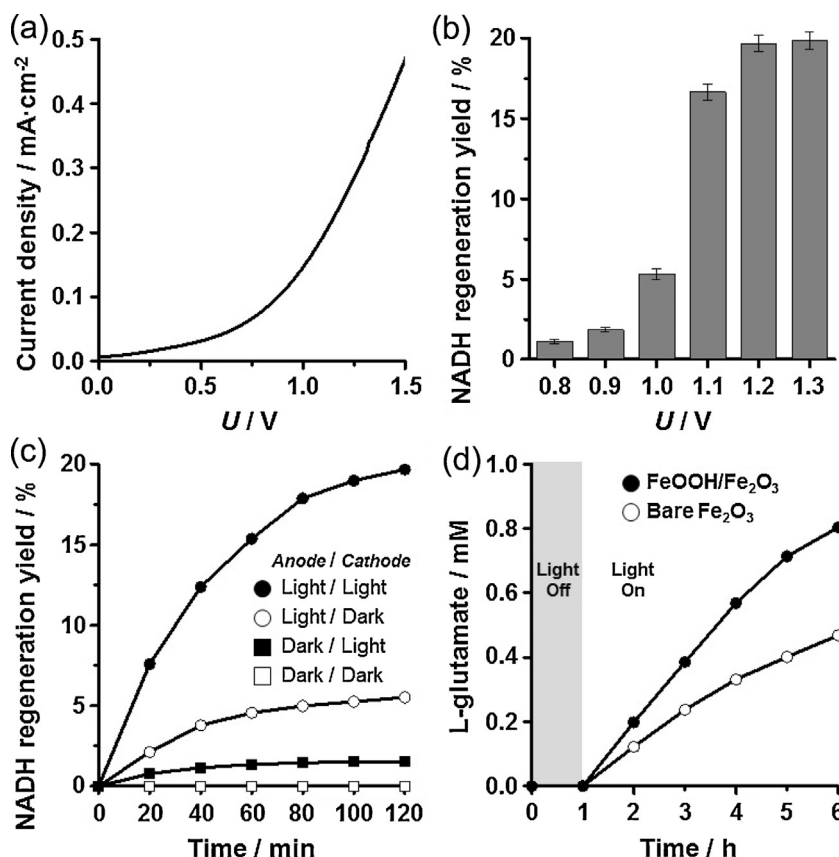 (a)
0.5
0.4
0.3
0.2
0.1
0.0
Current density / mA·cm⁻²
0.0 0.5 1.0 1.5
U / V
(b)
20
15
10
5
0
NADH regeneration yield / %
0.8 0.9 1.0 1.1 1.2 1.3
U / V
(c)
20
15
10
5
0
NADH regeneration yield / %
Anode / Cathode
Light / Light
Light / Dark
Dark / Light
Dark / Dark
0 20 40 60 80 100 120
Time / min
(d)
1.0
0.8
0.6
0.4
0.2
0.0
L-glutamate / mM
FeOOH/Fe₂O₃
Bare Fe₂O₃
Light
Off
Light
On
0 1 2 3 4 5 6
Time / h